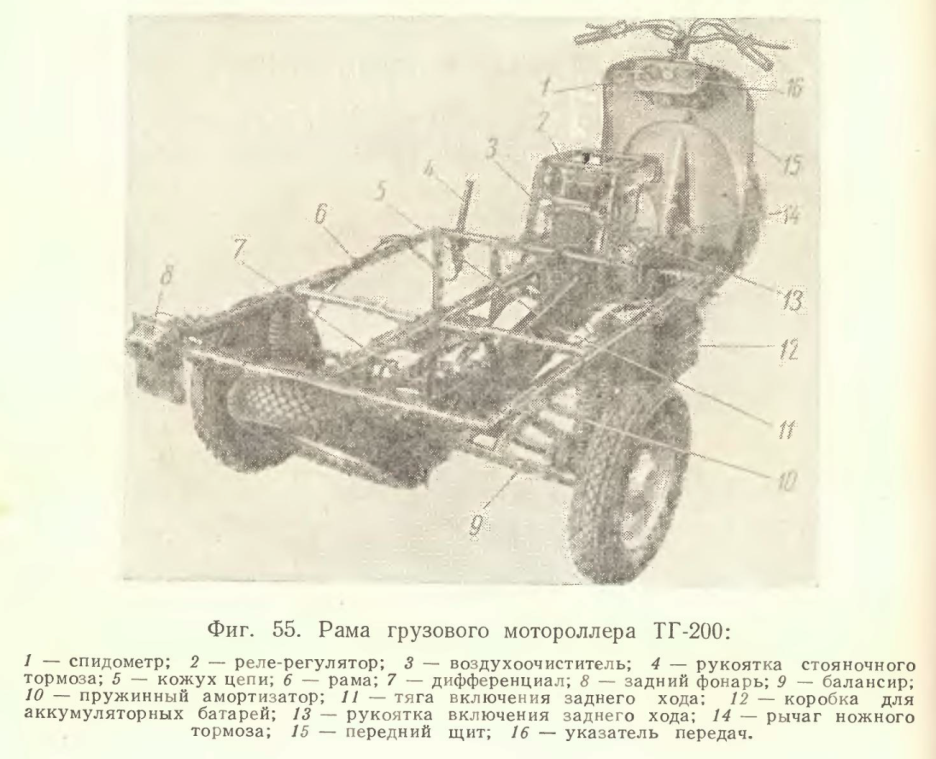 1
16
2
3
15
4
5
14
6
7
8
13
12
11
10
9
Фиг. 55. Рама грузового мотороллера ТГ-200:
1 — спидометр; 2 — реле-регулятор; 3 — воздухоочиститель; 4 — рукоятка стояночного
тормоза; 5 — кожух цепи; 6 — рама; 7 — дифференциал; 8 — задний фонарь; 9 — балансир;
10 — пружинный амортизатор; 11 — тяга включения заднего хода; 12 — коробка для
аккумуляторных батарей; 13 — рукоятка включения заднего хода; 14 — рычаг ножного
тормоза; 15 — передний щит; 16 — указатель передач.